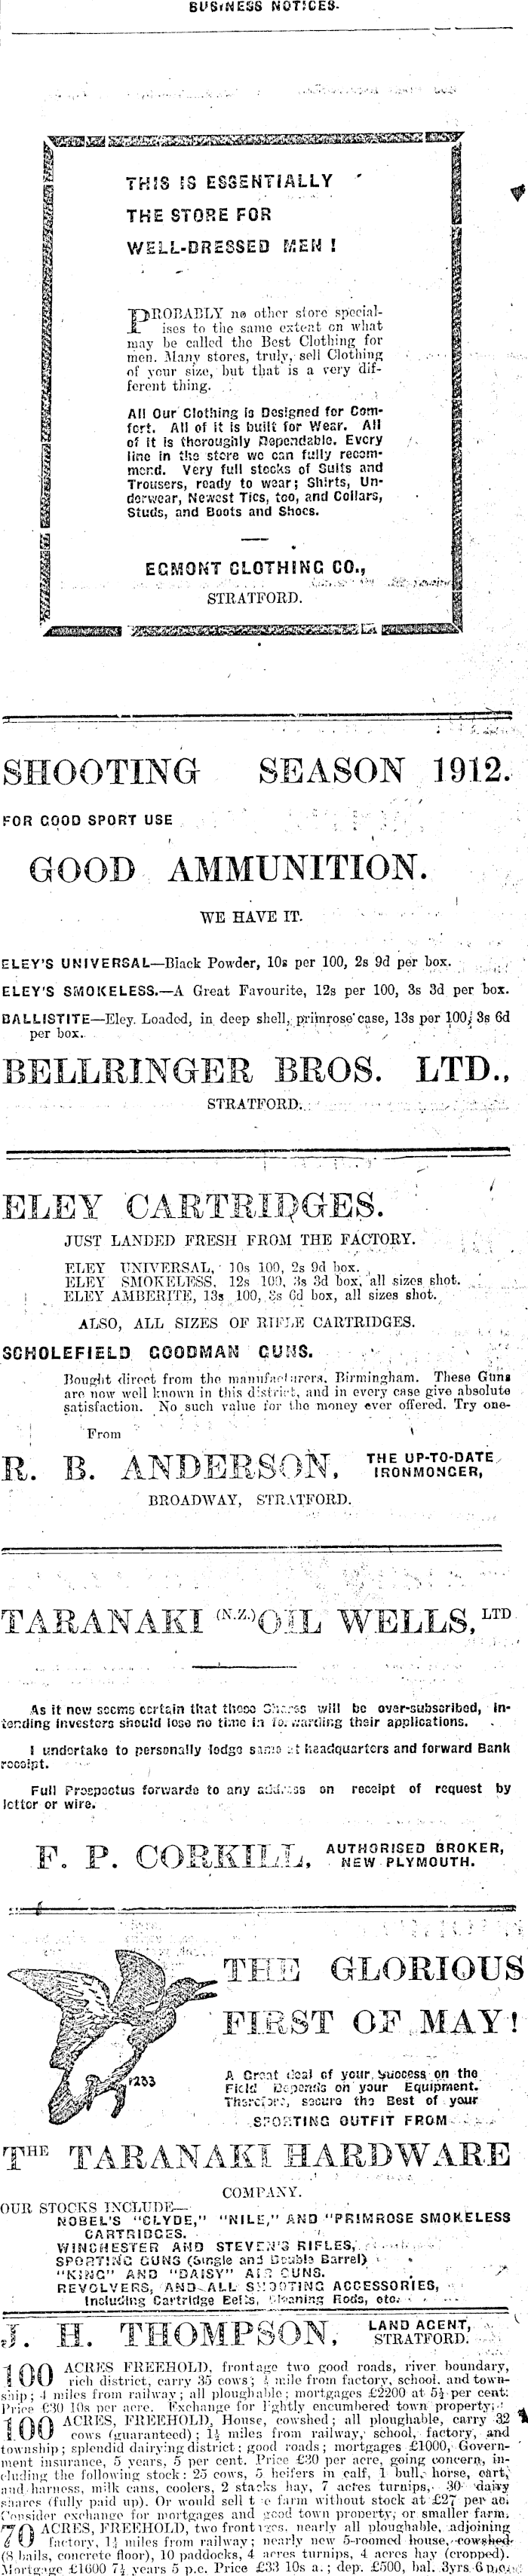 BUSINESS NOTICES.
THIS IS ESSENTIALLY
THE STORE FOR
WELL-DRESSED MEN !
PROBABLY no other store special-
ises to the same extent on what
may be called the Best Clothing for
men. Many stores, truly, sell Clothing
of your size, but that is a very dif-
ferent thing.
All Our Clothing is Designed for Com-
fort. All of it is built for Wear. All
of it is thoroughly Dependable. Every
line in the store we can fully recom-
mend. Very full stocks of Suits and
Trousers, ready to wear; Shirts, Un-
derwear, Newest Ties, too, and Collars,
Studs, and Boots and Shoes.
EGMONT CLOTHING CO.,
STRATFORD.
SHOOTING SEASON 1912.
FOR GOOD SPORT USE
GOOD AMMUNITION.
WE HAVE IT.
ELEY'S UNIVERSAL—Black Powder, 10s per 100, 2s 9d per box.
ELEY'S SMOKELESS.—A Great Favourite, 12s per 100, 3s 3d per box.
BALLISTITE—Eley. Loaded, in deep shell, primrose case, 13s per 100, 3s 6d
per box.
BELLRINGER BROS. LTD.,
STRATFORD.
ELEY CARTRIDGES.
JUST LANDED FRESH FROM THE FACTORY.
ELEY UNIVERSAL, 10s 100, 2s 9d box.
ELEY SMOKELESS, 12s 100, 3s 3d box, all sizes shot.
ELEY AMBERITE, 13s 100, 3s 6d box, all sizes shot.
ALSO, ALL SIZES OF RIFLE CARTRIDGES.
SCHOLEFIELD GOODMAN GUNS.
Bought direct from the manufacturers, Birmingham. These Guns
are now well known in this district, and in every case give absolute
satisfaction. No such value for the money ever offered. Try one-
From
R. B. ANDERSON, THE UP-TO-DATE
IRONMONGER,
BROADWAY, STRATFORD.
TARANAKI (N.Z.) OIL WELLS, LTD
As it now seems certain that these Shares will be over-subscribed, in-
tending investors should lose no time in forwarding their applications.
I undertake to personally lodge same at headquarters and forward Bank
receipt.
Full Prospectus forwarde to any address on receipt of request by
letter or wire.
F. P. CORKILL, AUTHORISED BROKER,
NEW PLYMOUTH.
THE GLORIOUS
FIRST OF MAY!
A Great deal of your Success on the
Field Depends on your Equipment.
Therefore, secure the Best of your
SPORTING OUTFIT FROM
1233
THE TARANAKI HARDWARE
COMPANY.
OUR STOCKS INCLUDE—
NOBEL'S "CLYDE," "NILE," AND "PRIMROSE SMOKELESS
CARTRIDGES.
WINCHESTER AND STEVEN'S RIFLES,
SPORTING GUNS (Single and Double Barrel)
"KING" AND "DAISY" AIR GUNS.
REVOLVERS, AND ALL SHOOTING ACCESSORIES,
Including Cartridge Belts, Cleaning Rods, etc.
J. H. THOMPSON, LAND AGENT,
STRATFORD.
100 ACRES FREEHOLD, frontage two good roads, river boundary,
rich district, carry 35 cows; mile from factory, school, and town-
ship; 4 miles from railway; all ploughable; mortgages £2200 at 5½ per cent:
Price £30 10s per acre. Exchange for lightly encumbered town property.
100 ACRES, FREEHOLD, House, cowshed; all ploughable, carry 32
cows (guaranteed); 1½ miles from railway, school, factory, and
township; splendid dairying district; good roads; mortgages £1000, Govern-
ment insurance, 5 years, 5 per cent. Price £30 per acre, going concern, in-
cluding the following stock: 25 cows, 5 heifers in calf, 1 bull, horse, cart,
and harness, milk cans, coolers, 2 stacks hay, 7 acres turnips, 30 dairy
shares (fully paid up). Or would sell the farm without stock at £27 per ac.
Consider exchange for mortgages and good town property, or smaller farm.
70 ACRES, FREEHOLD, two frontages, nearly all ploughable, adjoining
factory, 1½ miles from railway; nearly new 5-roomed house, cowshed
(8 bails, concrete floor), 10 paddocks, 4 acres turnips, 4 acres hay (cropped).
Mortgage £1600 7½ years 5 p.c. Price £33 10s a.; dep. £500, bal. 3yrs 6 p.c.